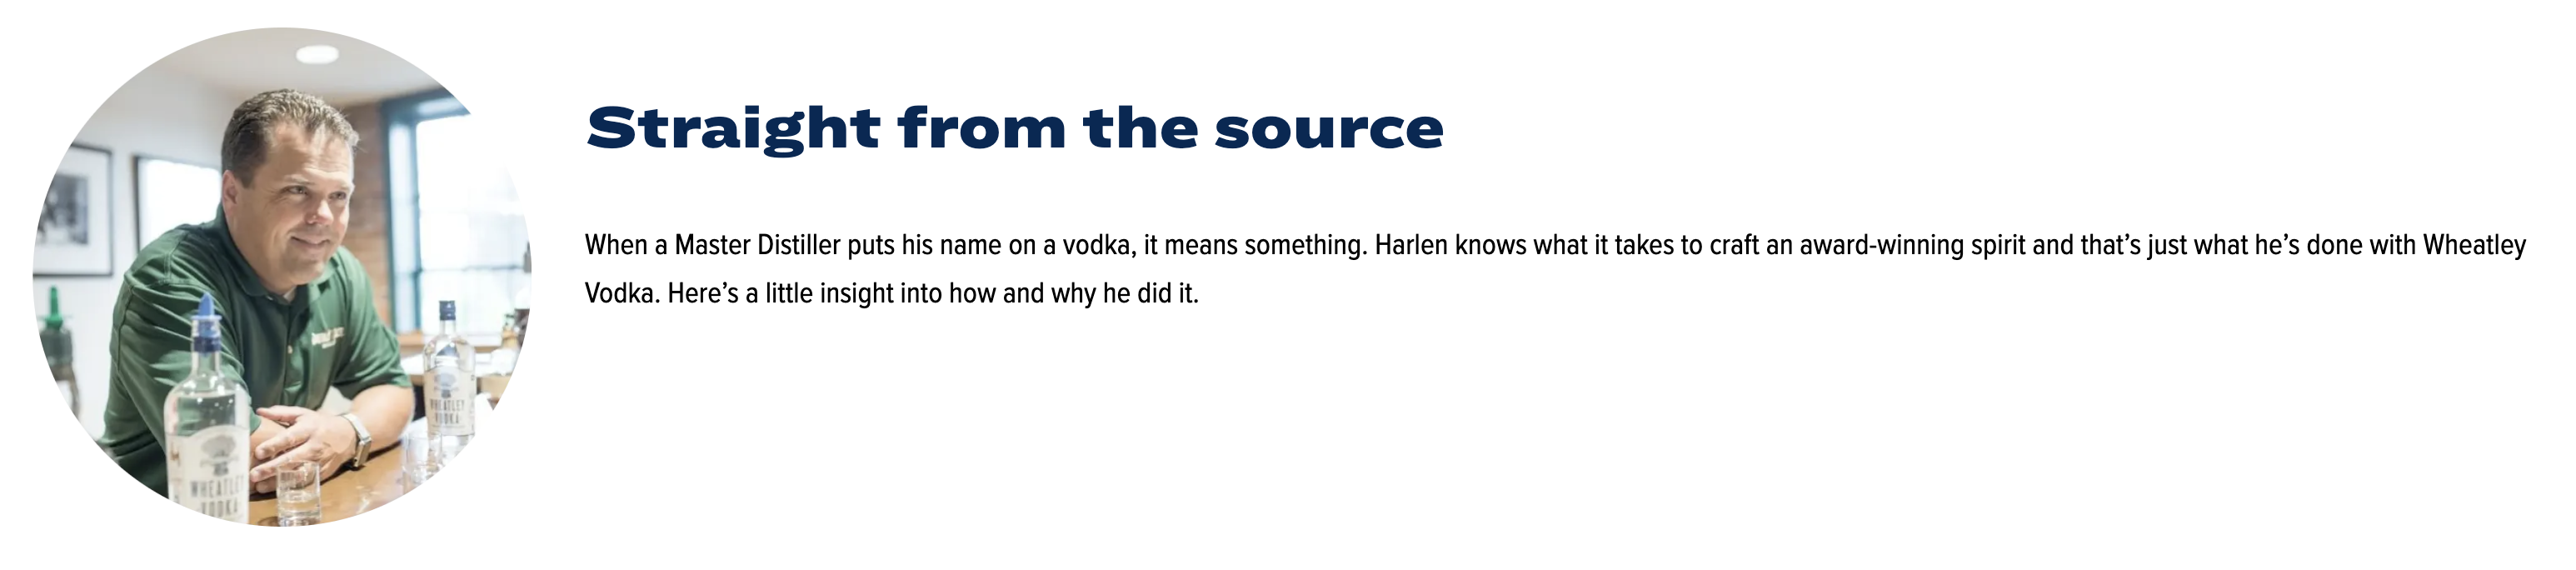 Straight from the source
When a Master Distiller puts his name on a vodka, it means something. Harlen knows what it takes to craft an award-winning spirit and that’s just what he’s done with Wheatley
Vodka. Here’s a little insight into how and why he did it.
WHEATLEY
VODKA
WHEATLEY
VODKA